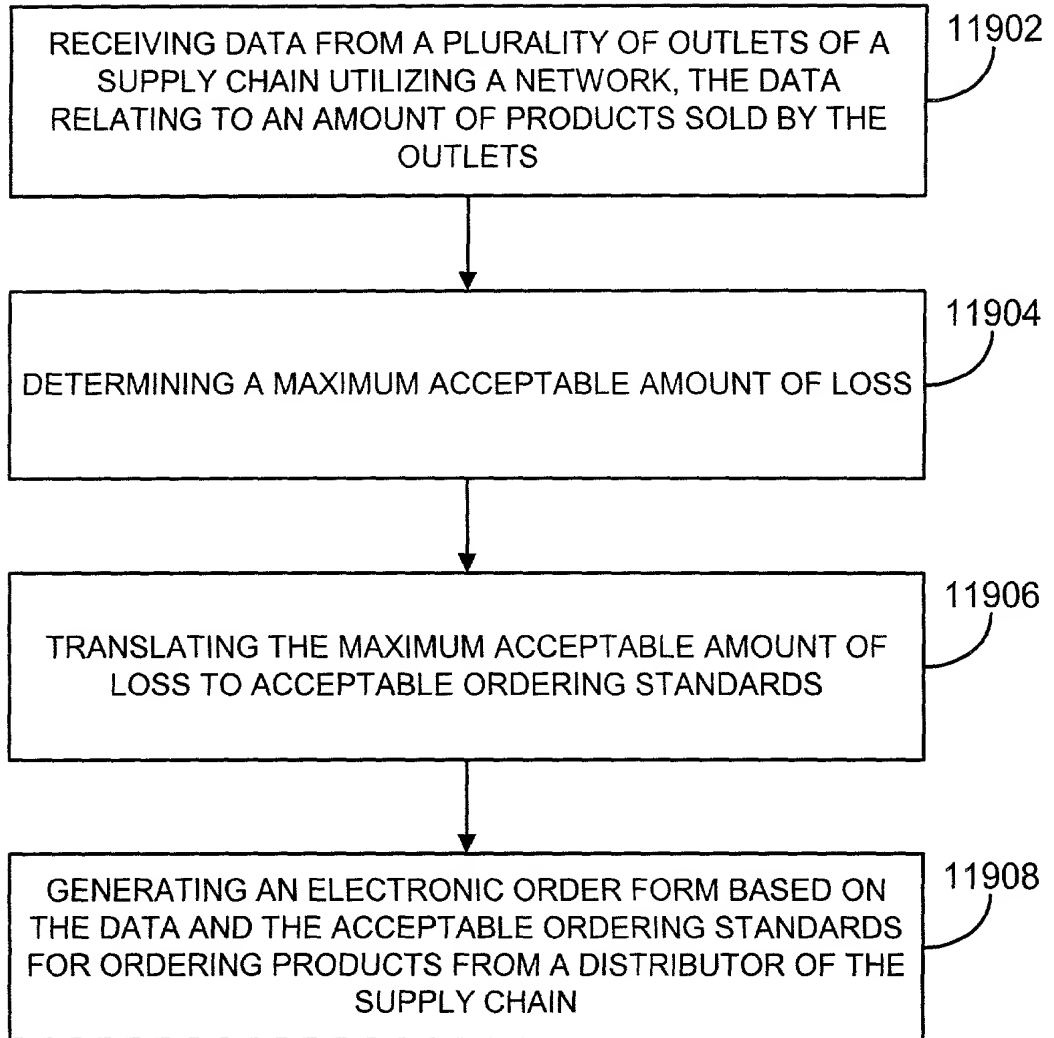 RECEIVING DATA FROM A PLURALITY OF OUTLETS OF A
SUPPLY CHAIN UTILIZING A NETWORK, THE DATA
RELATING TO AN AMOUNT OF PRODUCTS SOLD BY THE
OUTLETS
11902
DETERMINING A MAXIMUM ACCEPTABLE AMOUNT OF LOSS
11904
TRANSLATING THE MAXIMUM ACCEPTABLE AMOUNT OF
LOSS TO ACCEPTABLE ORDERING STANDARDS
11906
GENERATING AN ELECTRONIC ORDER FORM BASED ON
THE DATA AND THE ACCEPTABLE ORDERING STANDARDS
FOR ORDERING PRODUCTS FROM A DISTRIBUTOR OF THE
SUPPLY CHAIN
11908